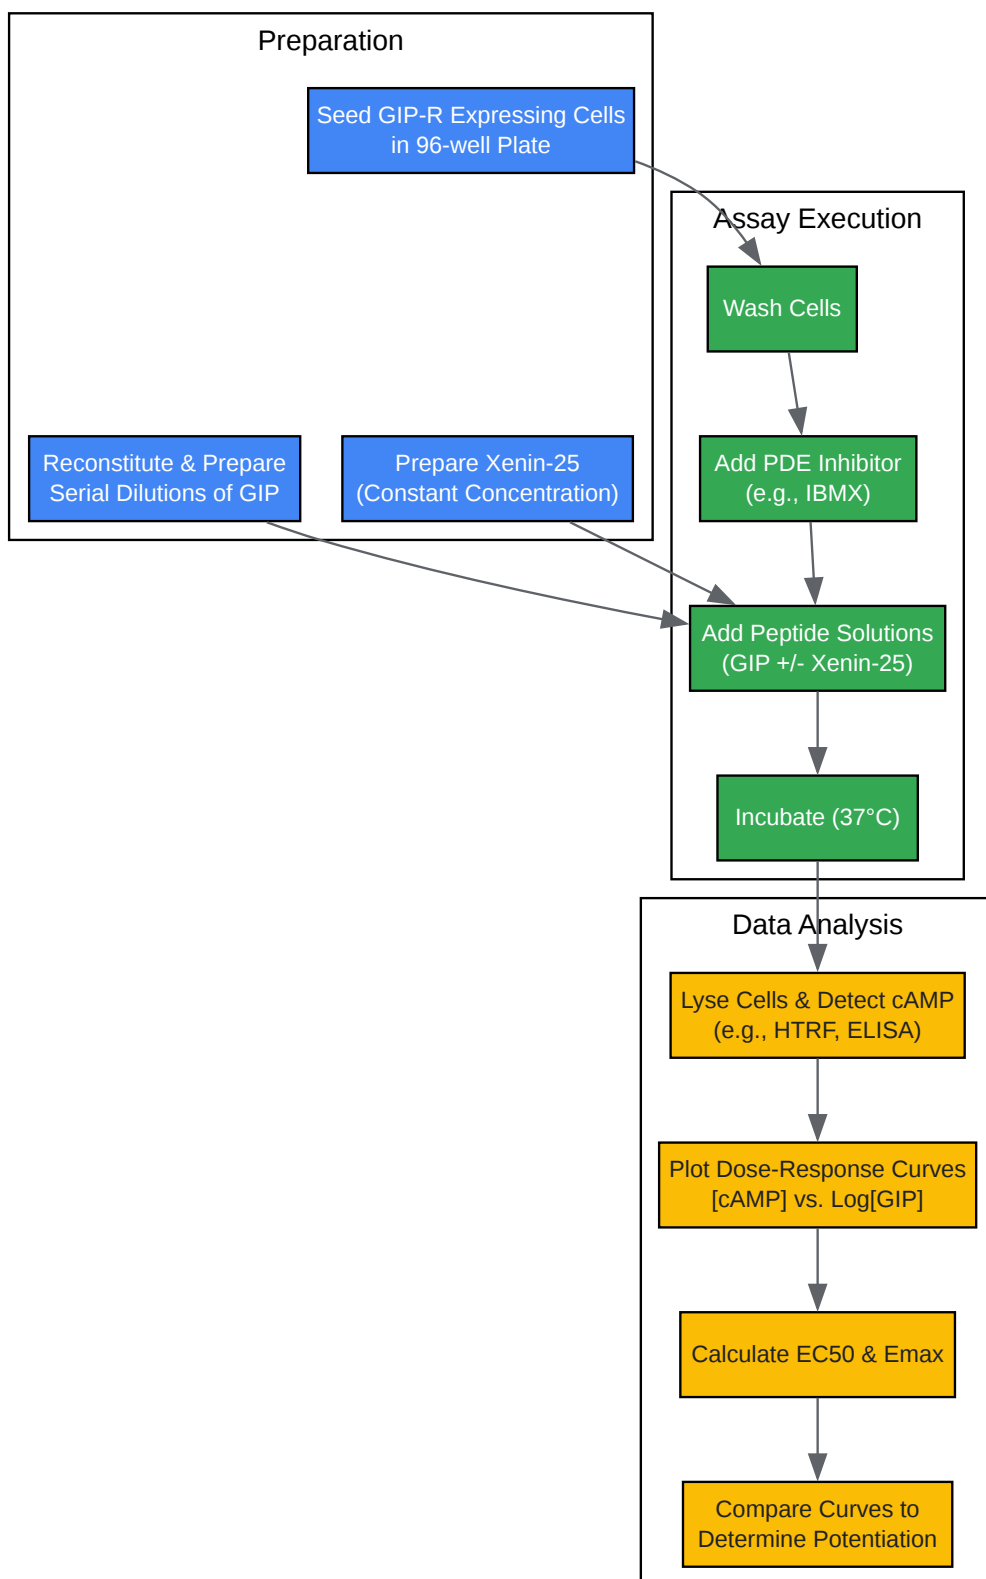 Preparation
Seed GIP-R Expressing Cells
in 96-well Plate
Reconstitute & Prepare
Serial Dilutions of GIP
Prepare Xenin-25
(Constant Concentration)
Assay Execution
Wash Cells
Add PDE Inhibitor
(e.g., IBMX)
Add Peptide Solutions
(GIP +/- Xenin-25)
Incubate (37°C)
Data Analysis
Lyse Cells & Detect cAMP
(e.g., HTRF, ELISA)
Plot Dose-Response Curves
[cAMP] vs. Log[GIP]
Calculate EC50 & Emax
Compare Curves to
Determine Potentiation